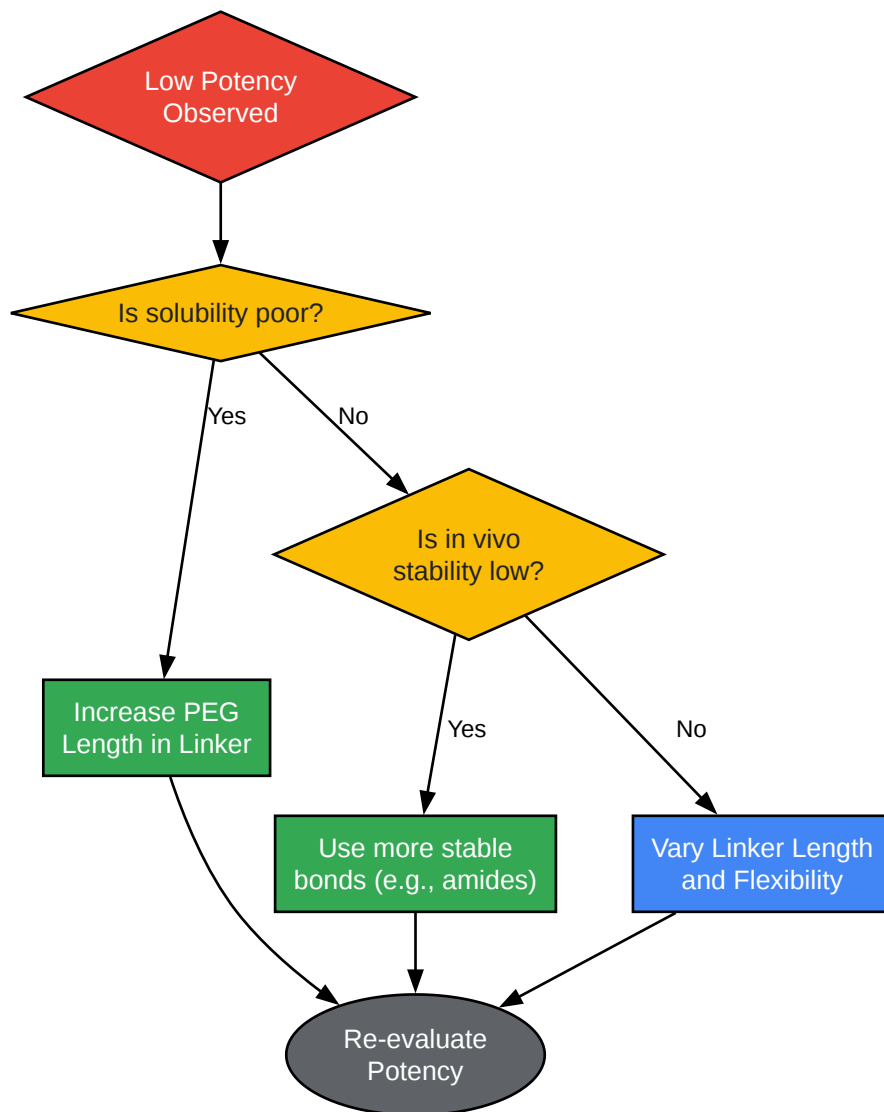 Low Potency
Observed
Is solubility poor?
Yes
No
Is in vivo
stability low?
Increase PEG
Length in Linker
Yes
No
Use more stable
bonds (e.g., amides)
Vary Linker Length
and Flexibility
Re-evaluate
Potency